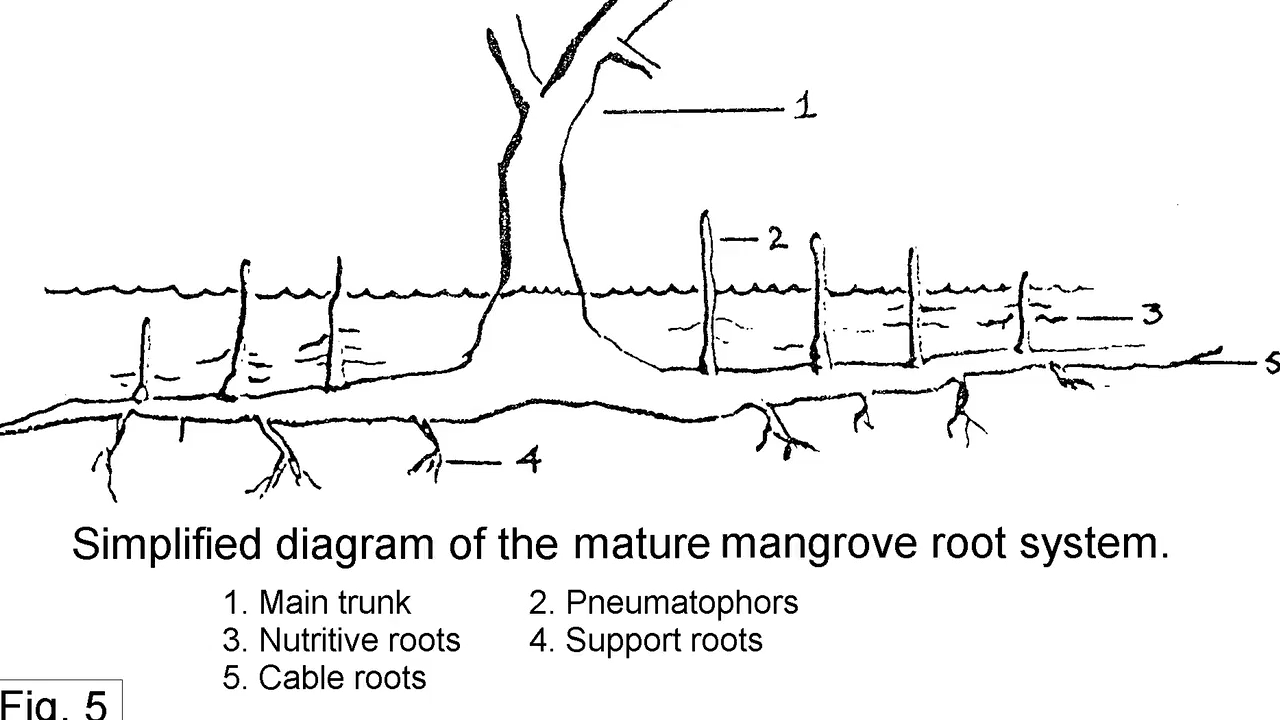 1
2
3
5
4
Simplified diagram of the mature mangrove root system.
1. Main trunk
2. Pneumatophors
3. Nutritive roots
4. Support roots
5. Cable roots
Fig. 5